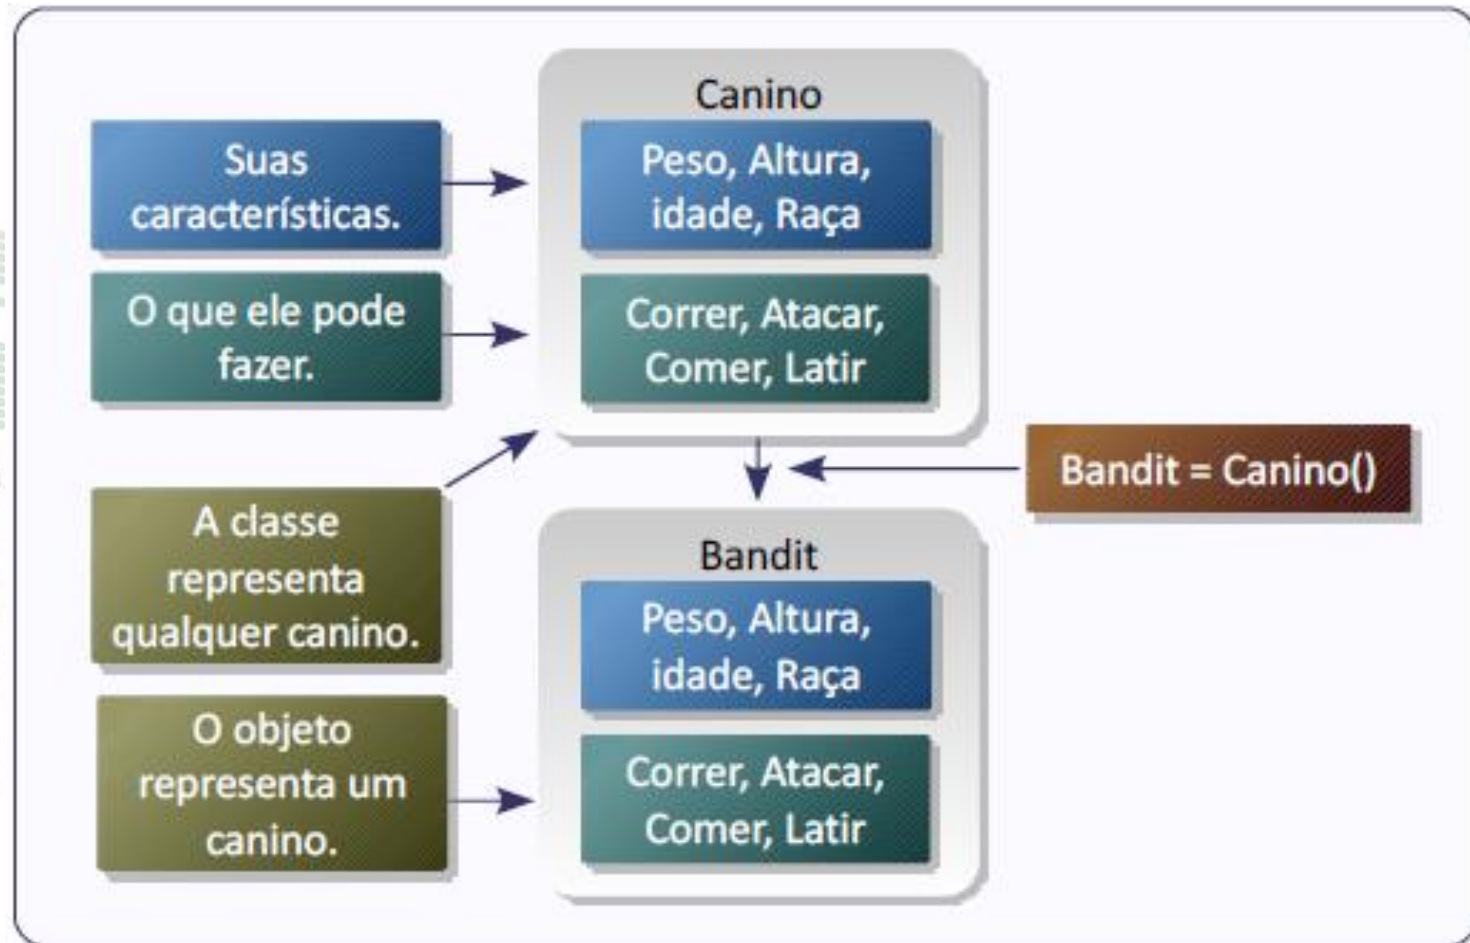 Canino
Suas
características.
Peso, Altura,
idade, Raça
O que ele pode
fazer.
Correr, Atacar,
Comer, Latir
A classe
representa
qualquer canino.
Bandit = Canino()
Bandit
Peso, Altura,
idade, Raça
O objeto
representa um
canino.
Correr, Atacar,
Comer, Latir